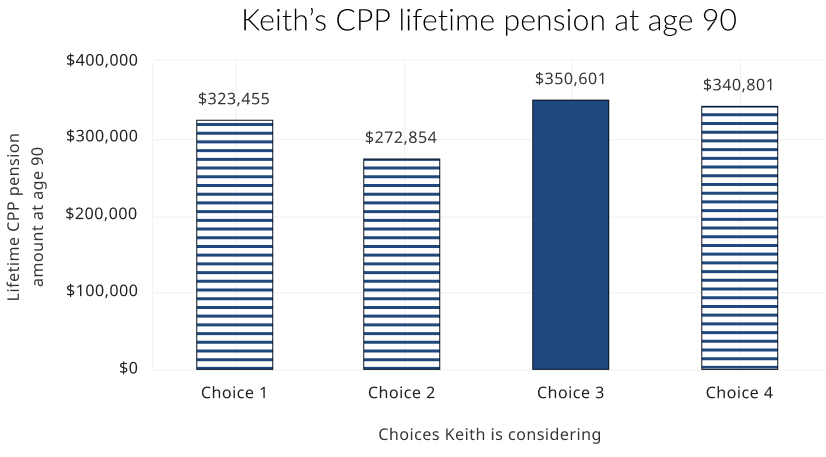 Keith’s CPP lifetime pension at age 90
Lifetime CPP pension
amount at age 90
$400,000
$300,000
$200,000
$100,000
$0
$323,455
$272,854
$350,601
$340,801
Choice 1
Choice 2
Choice 3
Choice 4
Choices Keith is considering